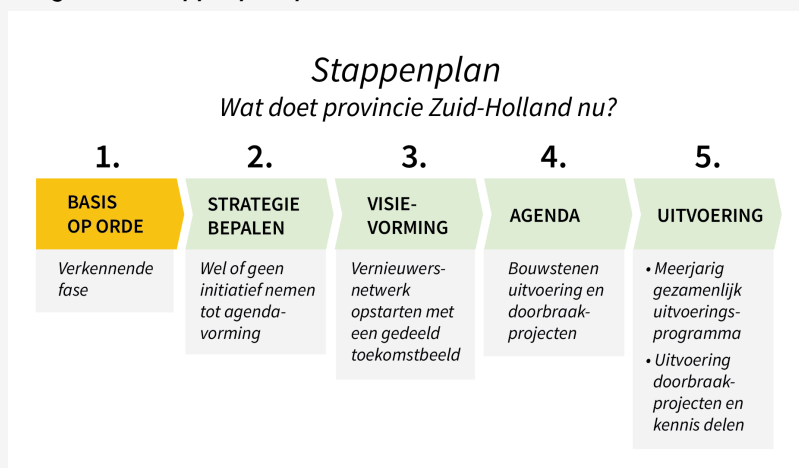 Stappenplan
Wat doet provincie Zuid-Holland nu?
1.
BASIS
OP ORDE
Verkennende
fase
2.
STRATEGIE
BEPALEN
Wel of geen
initiatief nemen
tot agenda-
vorming
3.
VISIE-
VORMING
Vernieuwers-
netwerk
opstarten met
een gedeeld
toekomstbeeld
4.
AGENDA
Bouwstenen
uitvoering en
doorbraak-
projecten
5.
UITVOERING
• Meerjarig
gezamenlijk
uitvoerings-
programma
• Uitvoering
doorbraak-
projecten en
kennis delen